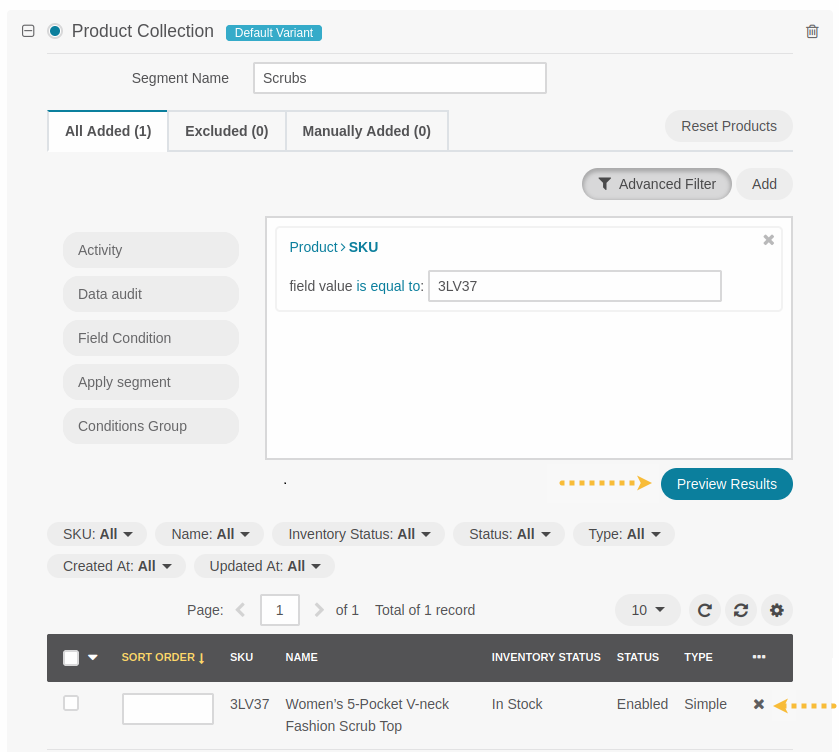 Product Collection Default Variant
Segment Name Scrubs
All Added (1) Excluded (0) Manually Added (0) Reset Products
Advanced Filter Add
Product > SKU
field value is equal to: 3LV37
Activity
Data audit
Field Condition
Apply segment
Conditions Group
.
Preview Results
SKU: All Name: All Inventory Status: All Status: All Type: All
Created At: All Updated At: All
Page: 1 of 1 Total of 1 record 10
SORT ORDER SKU NAME INVENTORY STATUS STATUS TYPE
3LV37 Women's 5-Pocket V-neck In Stock Enabled Simple
Fashion Scrub Top